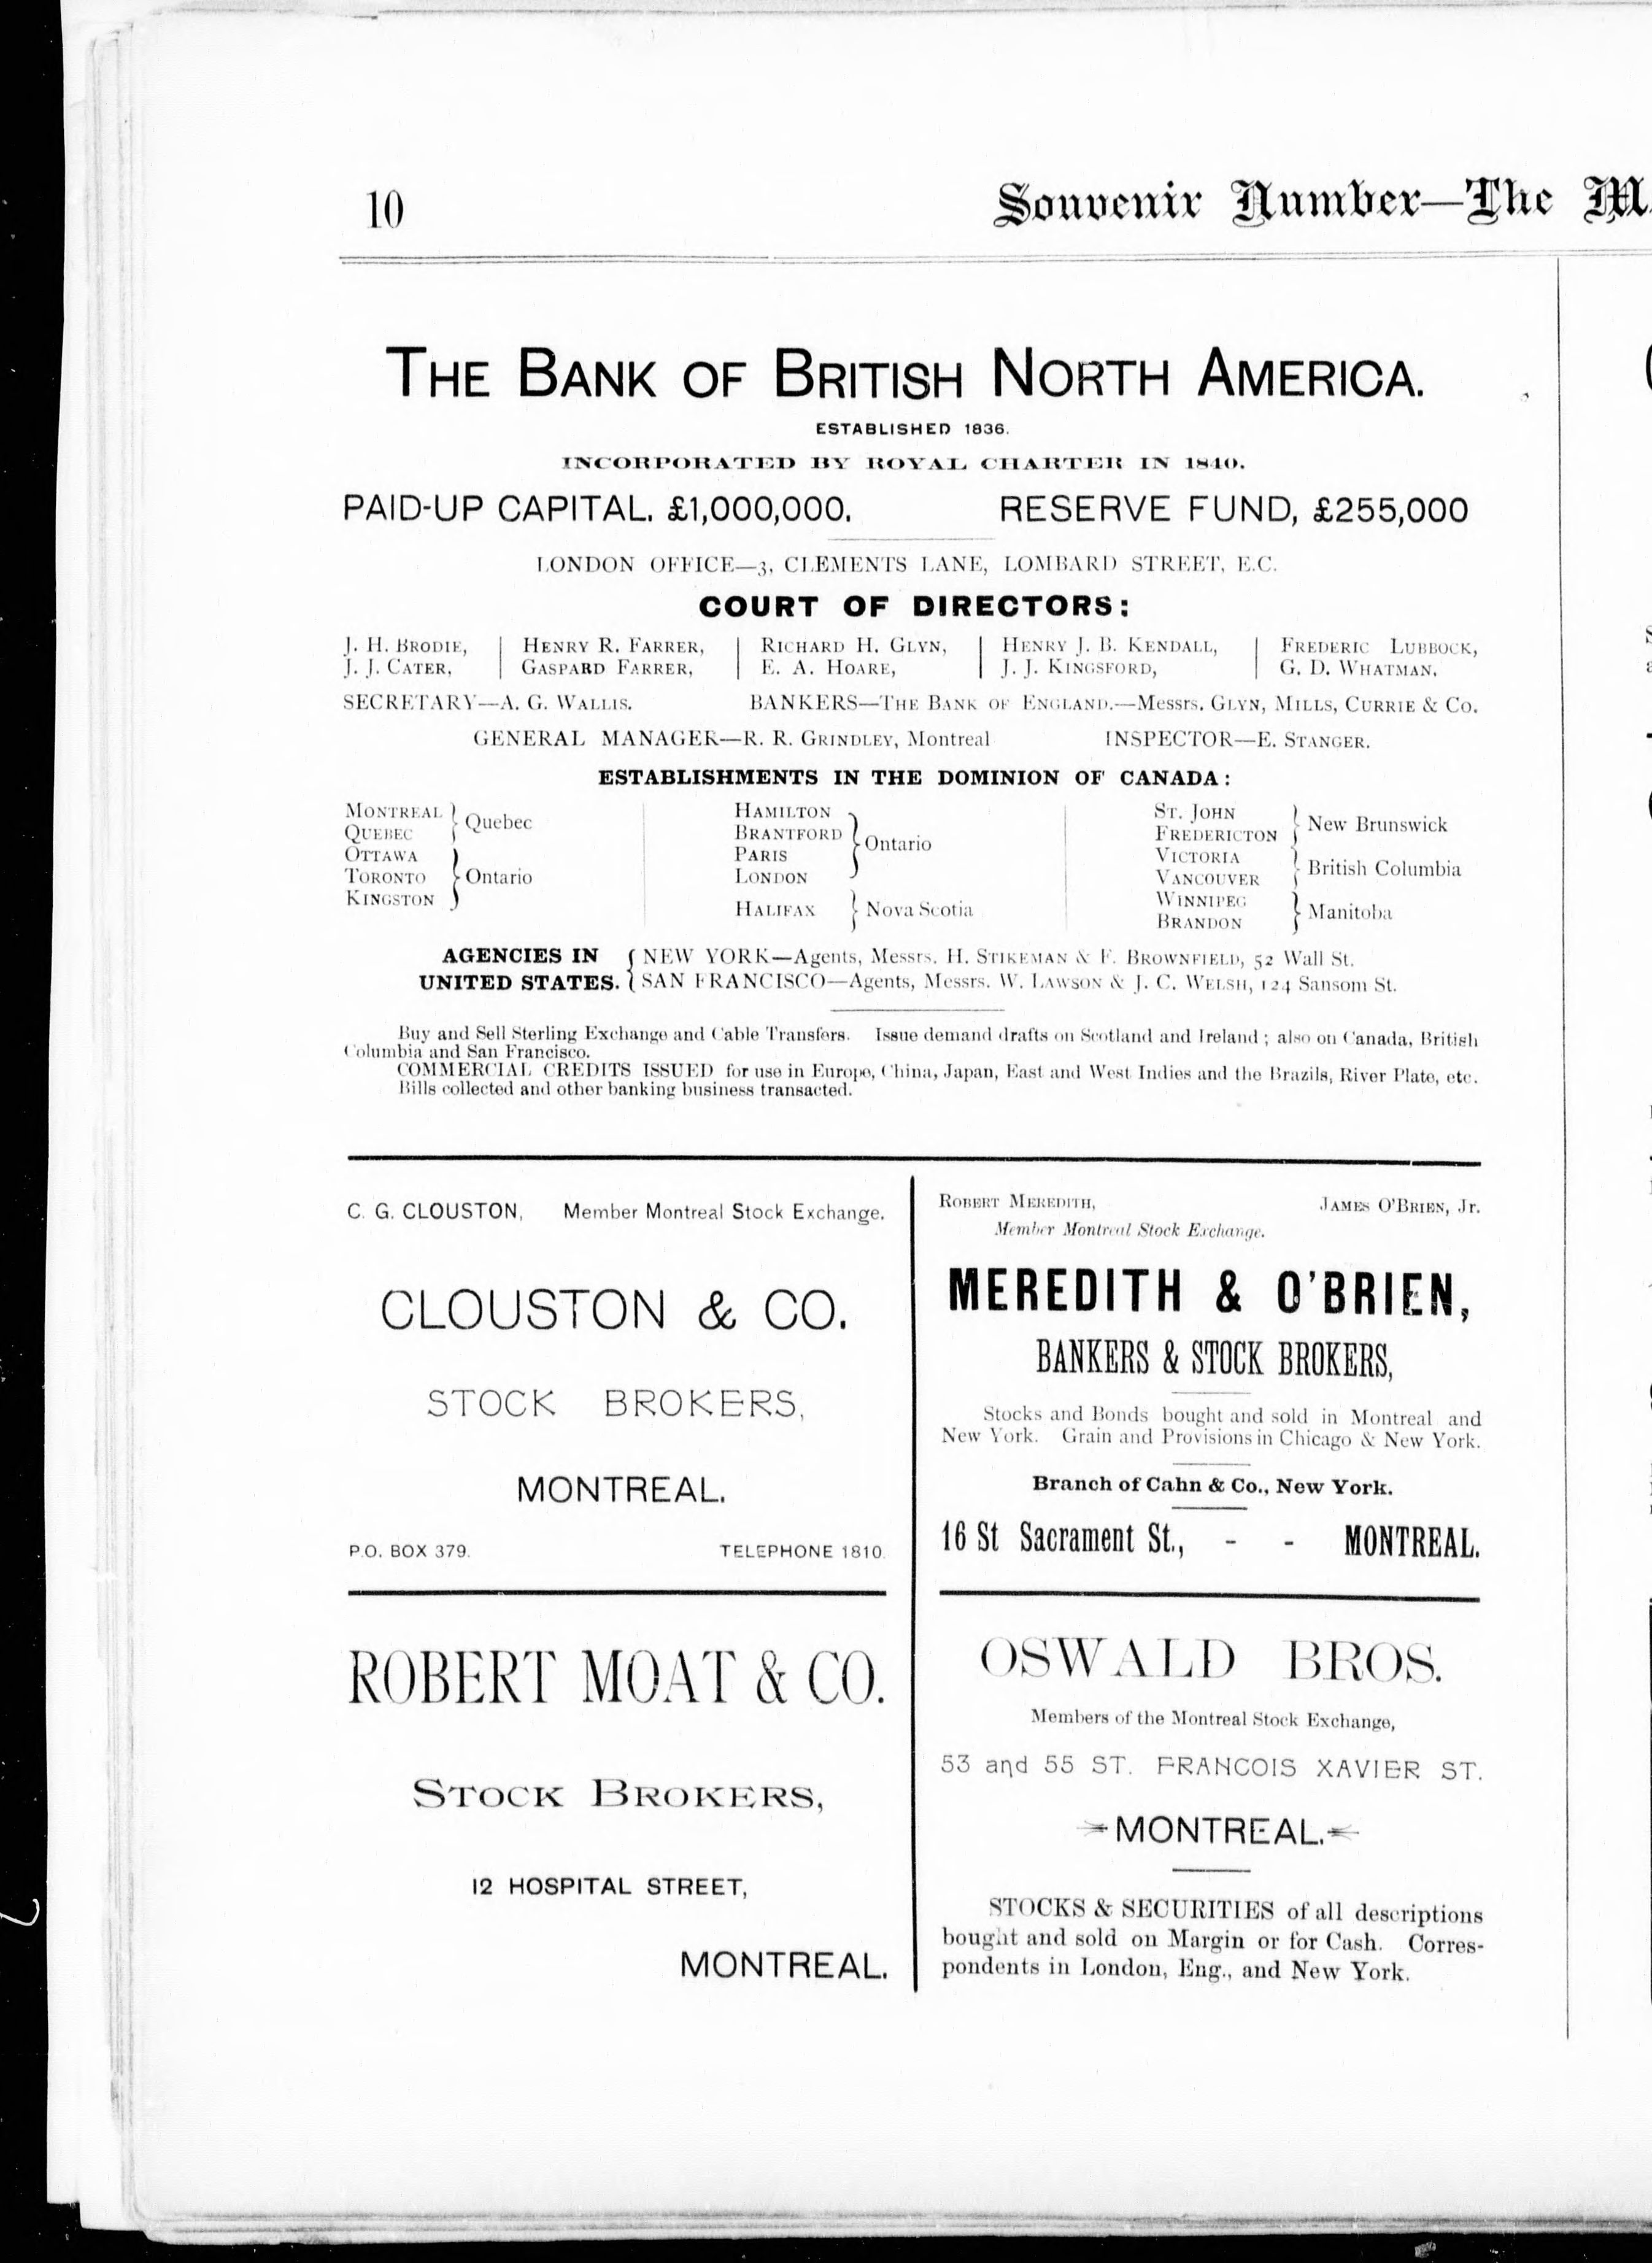 10
Souvenir Number—The M
THE BANK OF BRITISH NORTH AMERICA.
ESTABLISHED 1836.
INCORPORATED BY ROYAL CHARTER IN 1840.
PAID-UP CAPITAL. £1,000,000. RESERVE FUND, £255,000
LONDON OFFICE—3, CLEMENTS LANE, LOMBARD STREET, E.C.
COURT OF DIRECTORS:
J. H. BRODIE, HENRY R. FARRER, RICHARD H. GLYN, HENRY J. B. KENDALL, FREDERIC LUBBOCK,
J. J. CATER, GASPARD FARRER, E. A. HOARE, J. J. KINGSFORD, G. D. WHATMAN.
SECRETARY—A. G. WALLIS. BANKERS—THE BANK OF ENGLAND.—Messrs. GLYN, MILLS, CURRIE & Co.
GENERAL MANAGER—R. R. GRINDLEY, Montreal INSPECTOR—E. STANGER.
ESTABLISHMENTS IN THE DOMINION OF CANADA:
MONTREAL
QUEBEC
Quebec
OTTAWA
TORONTO
KINGSTON
Ontario
HAMILTON
BRANTFORD
PARIS
LONDON
Ontario
HALIFAX
Nova Scotia
ST. JOHN
FREDERICTON
New Brunswick
VICTORIA
VANCOUVER
British Columbia
WINNIPEG
BRANDON
Manitoba
AGENCIES IN { NEW YORK—Agents, Messrs. H. STIKEMAN & F. BROWNFIELD, 52 Wall St.
UNITED STATES. { SAN FRANCISCO—Agents, Messrs. W. LAWSON & J. C. WELSH, 124 Sansom St.
Buy and Sell Sterling Exchange and Cable Transfers. Issue demand drafts on Scotland and Ireland; also on Canada, British
Columbia and San Francisco.
COMMERCIAL CREDITS ISSUED for use in Europe, China, Japan, East and West Indies and the Brazils, River Plate, etc.
Bills collected and other banking business transacted.
C. G. CLOUSTON, Member Montreal Stock Exchange.
CLOUSTON & CO.
STOCK BROKERS,
MONTREAL.
P.O. BOX 379. TELEPHONE 1810.
ROBERT MEREDITH, JAMES O'BRIEN, Jr.
Member Montreal Stock Exchange.
MEREDITH & O'BRIEN,
BANKERS & STOCK BROKERS,
Stocks and Bonds bought and sold in Montreal and
New York. Grain and Provisions in Chicago & New York.
Branch of Cahn & Co., New York.
16 St Sacrament St., - - MONTREAL.
ROBERT MOAT & CO.
STOCK BROKERS,
12 HOSPITAL STREET,
MONTREAL.
OSWALD BROS.
Members of the Montreal Stock Exchange,
53 and 55 ST. FRANCOIS XAVIER ST.
MONTREAL.
STOCKS & SECURITIES of all descriptions
bought and sold on Margin or for Cash. Corres-
pondents in London, Eng., and New York.